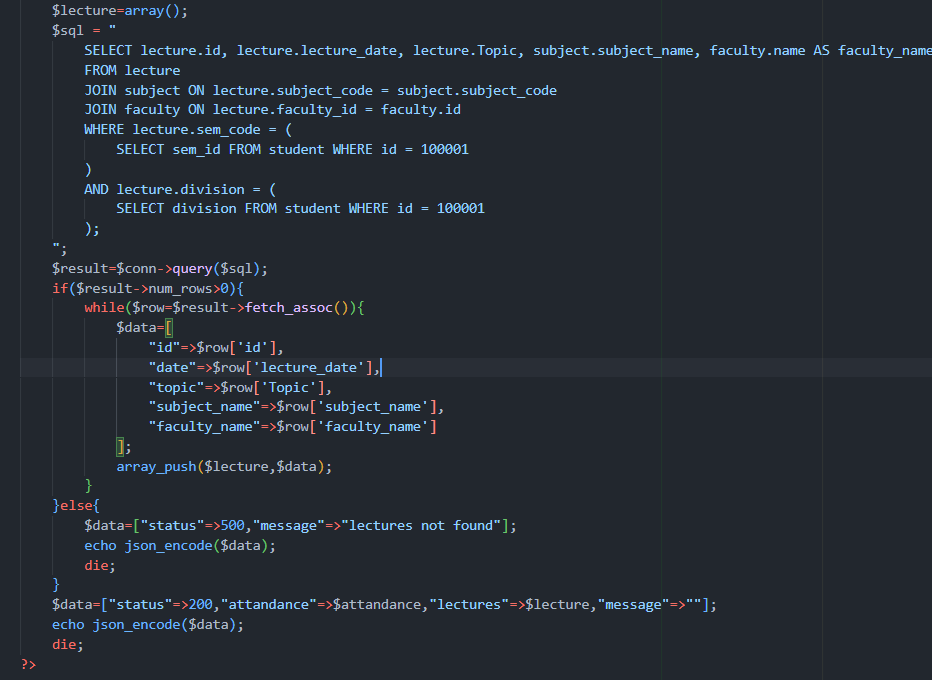 $lecture=array();
$sql = "
SELECT lecture.id, lecture.lecture_date, lecture.Topic, subject.subject_name, faculty.name AS faculty_name
FROM lecture
JOIN subject ON lecture.subject_code = subject.subject_code
JOIN faculty ON lecture.faculty_id = faculty.id
WHERE lecture.sem_code = (
SELECT sem_id FROM student WHERE id = 100001
)
AND lecture.division = (
SELECT division FROM student WHERE id = 100001
);
";
$result=$conn->query($sql);
if($result->num_rows>0){
while($row=$result->fetch_assoc()){
$data=[
"id"=>$row['id'],
"date"=>$row['lecture_date'],
"topic"=>$row['Topic'],
"subject_name"=>$row['subject_name'],
"faculty_name"=>$row['faculty_name']
];
array_push($lecture,$data);
}
}else{
$data=["status"=>500,"message"=>"lectures not found"];
echo json_encode($data);
die;
}
$data=["status"=>200,"attandance"=>$attandance,"lectures"=>$lecture,"message"=>""];
echo json_encode($data);
die;
?>